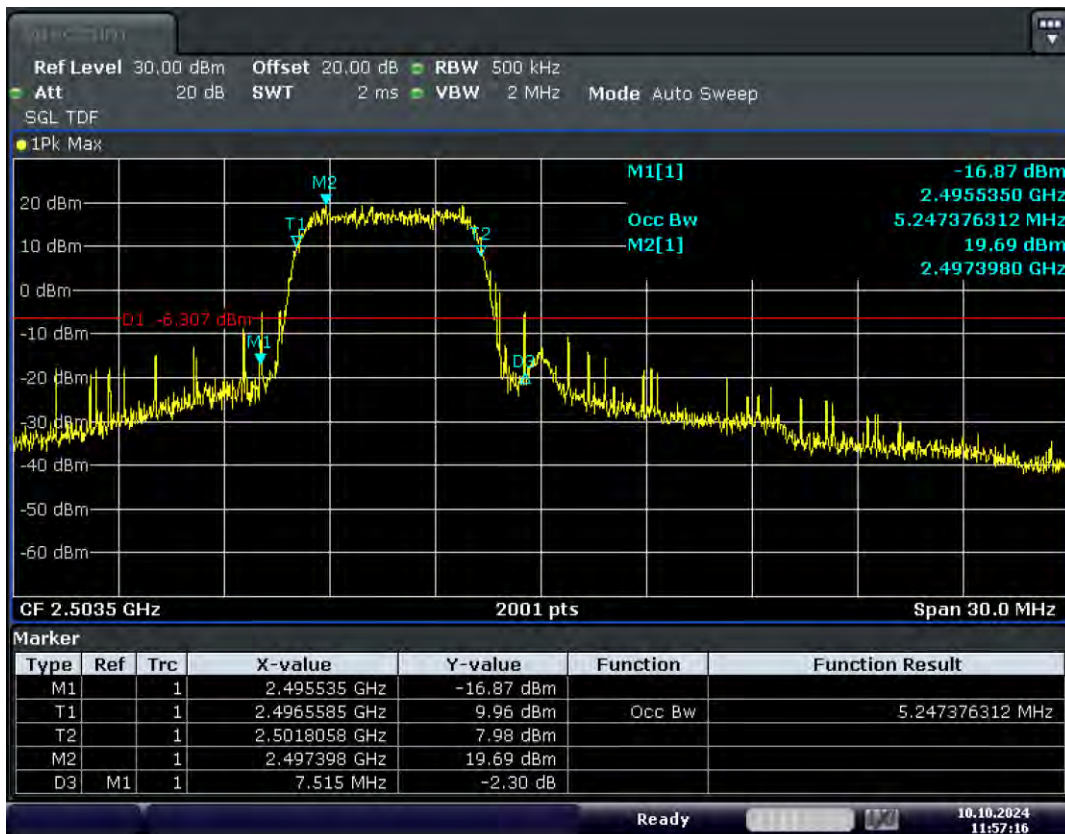 Spectrum
Ref Level 30.00 dBm Offset 20.00 dB RBW 500 kHz
Att 20 dB SWT 2 ms VBW 2 MHz Mode Auto Sweep
SGL TDF
1Pk Max
M1[1] -16.87 dBm
2.4955350 GHz
Occ Bw 5.247376312 MHz
M2[1] 19.69 dBm
2.4973980 GHz
M2
20 dBm
T1
T2
10 dBm
0 dBm
D1 -6.307 dBm
-10 dBm
M1
D3
-20 dBm
-30 dBm
-40 dBm
-50 dBm
-60 dBm
CF 2.5035 GHz 2001 pts Span 30.0 MHz
Marker
Type Ref Trc X-value Y-value Function Function Result
M1 1 2.495535 GHz -16.87 dBm
T1 1 2.4965585 GHz 9.96 dBm Occ Bw 5.247376312 MHz
T2 1 2.5018058 GHz 7.98 dBm
M2 1 2.497398 GHz 19.69 dBm
D3 M1 1 7.515 MHz -2.30 dB
Ready 10.10.2024
11:57:16